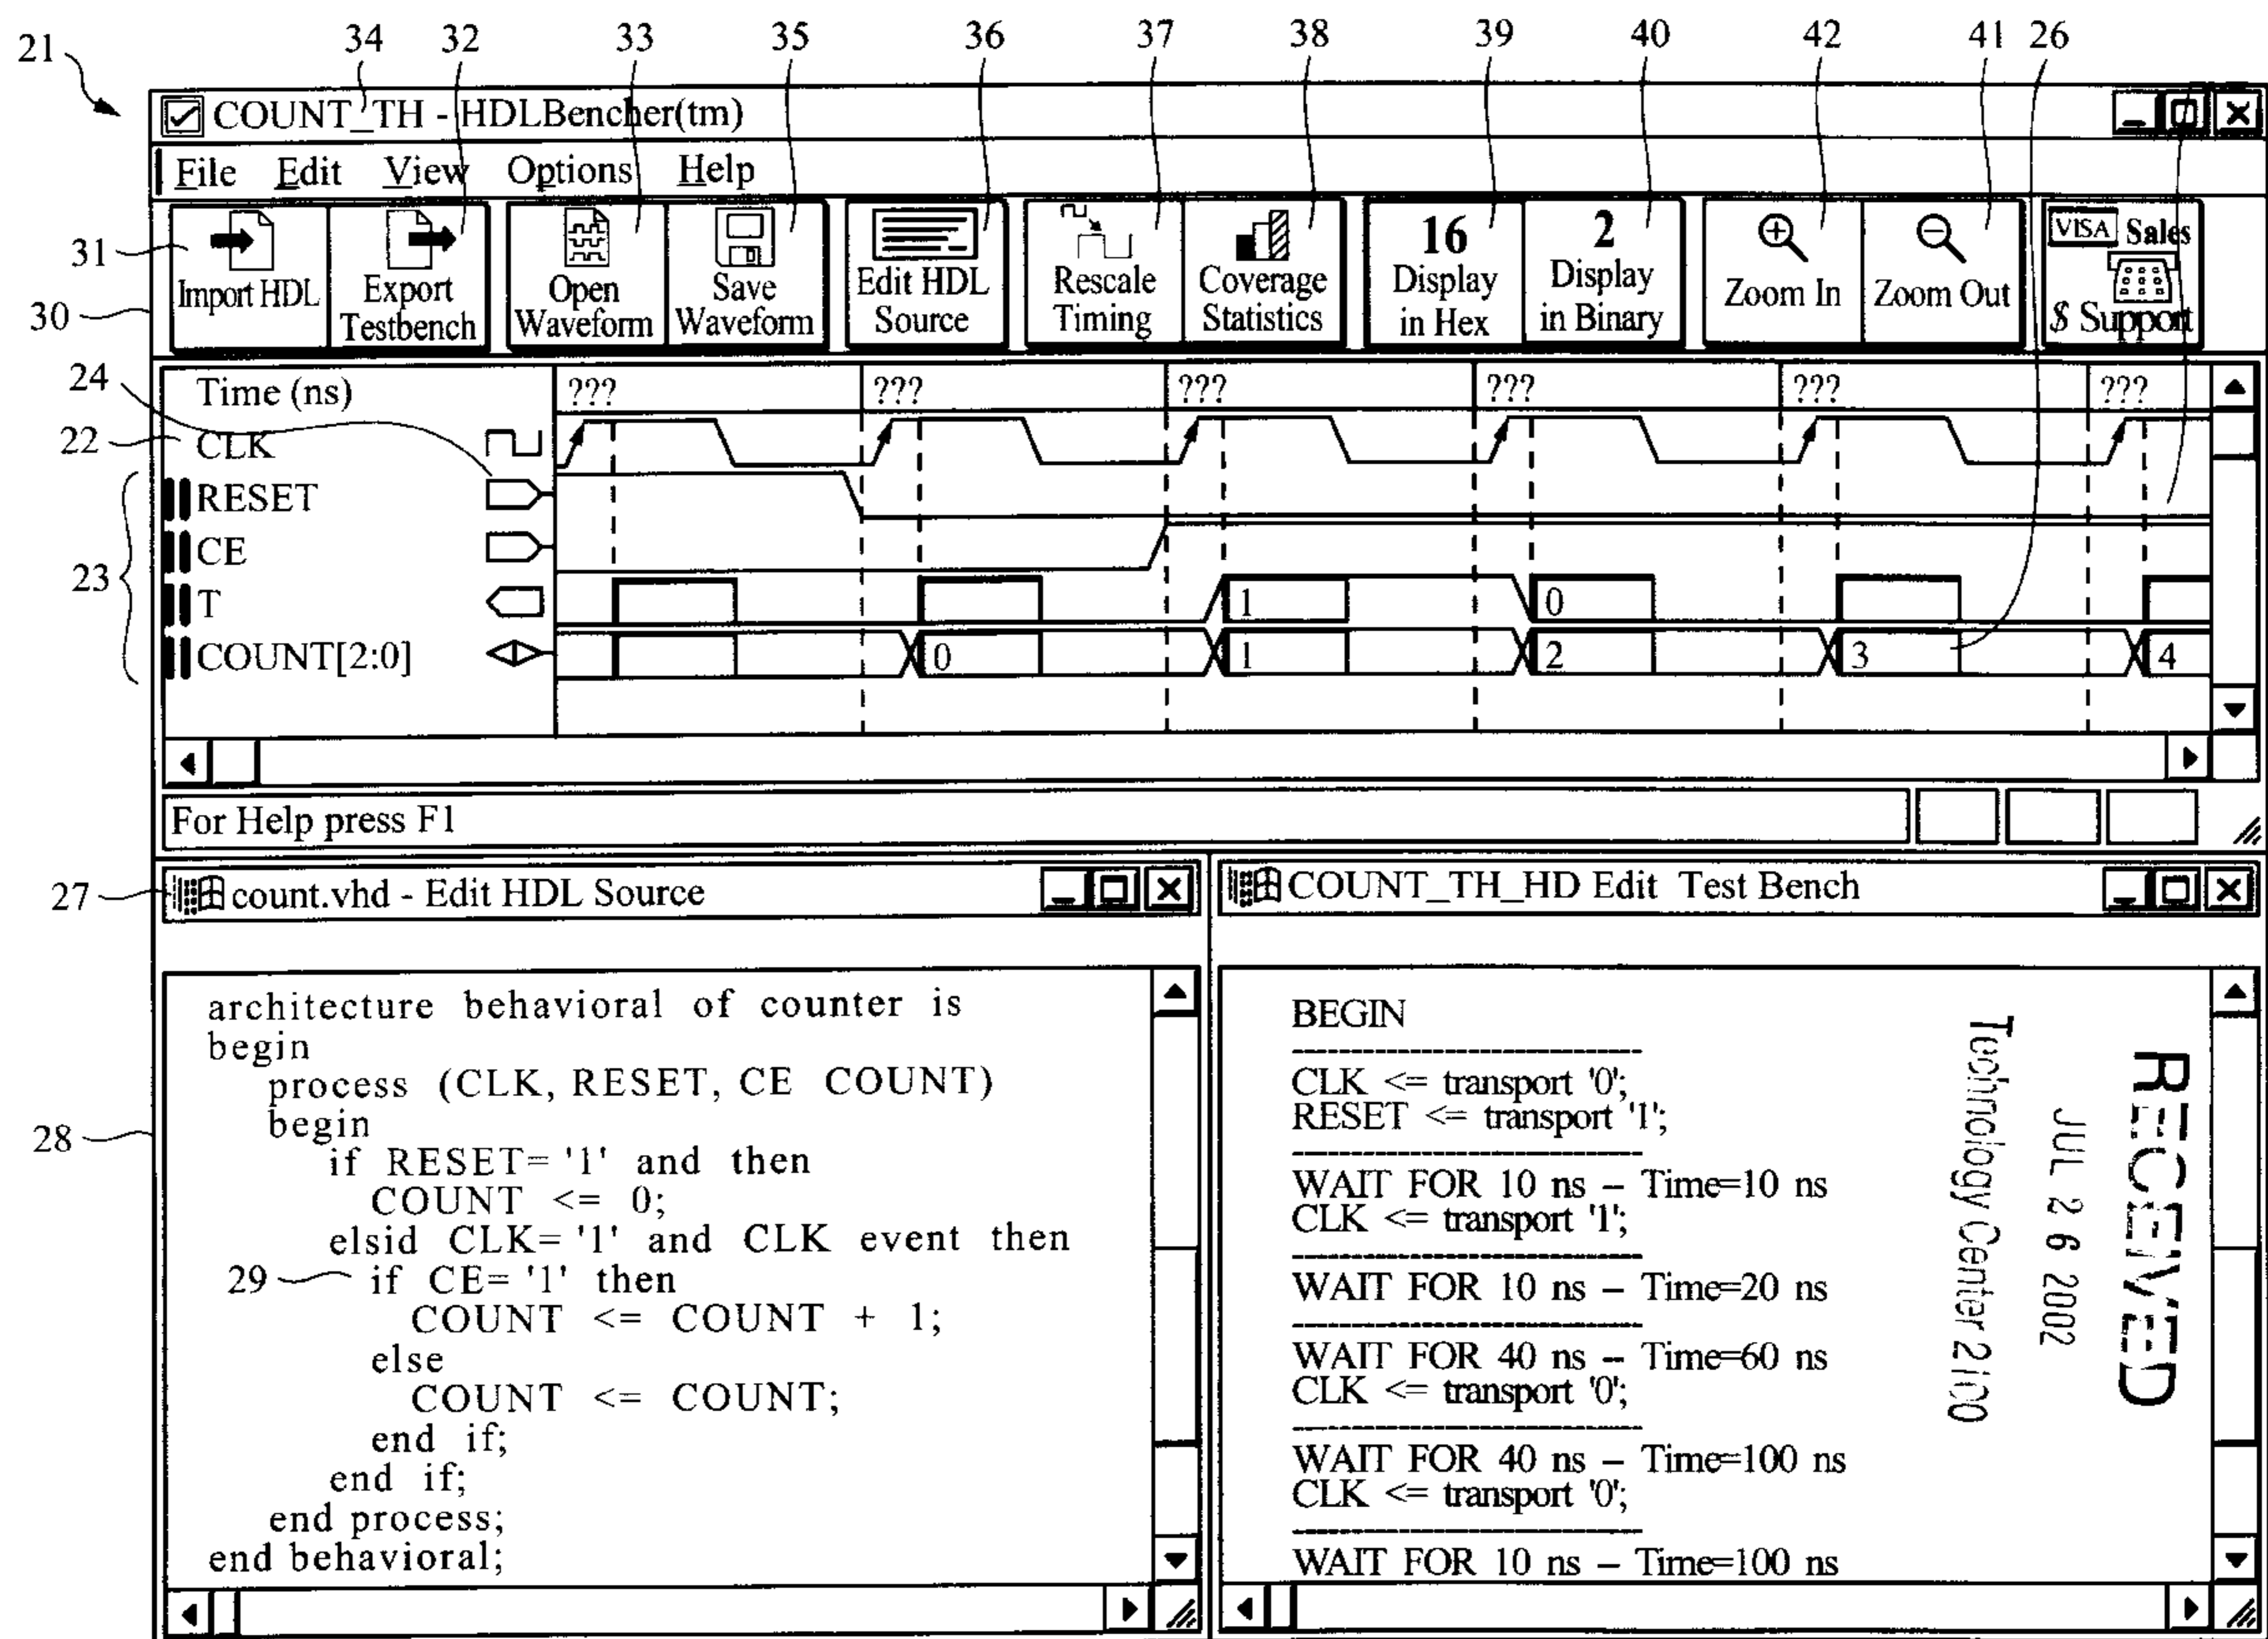 34 32 33 35 36 37 38 39 40 42 41 26
21
COUNT_TH - HDLBencher(tm)
File Edit View Options Help
31
30
Import HDL
Export
Testbench
Open
Waveform
Save
Waveform
Edit HDL
Source
Rescale
Timing
Coverage
Statistics
16
Display
in Hex
2
Display
in Binary
Zoom In
Zoom Out
VISA Sales
$ Support
24
Time (ns) ??? ??? ??? ??? ??? ???
22 CLK
RESET
CE
23
T 1 0
COUNT[2:0] 0 1 2 3 4
For Help press F1
27
count.vhd - Edit HDL Source
28
architecture behavioral of counter is
begin
process (CLK, RESET, CE COUNT)
begin
if RESET= '1' and then
COUNT <= 0;
elsid CLK= '1' and CLK event then
29 if CE= '1' then
COUNT <= COUNT + 1;
else
COUNT <= COUNT;
end if;
end if;
end process;
end behavioral;
COUNT_TH_HD Edit Test Bench
BEGIN
CLK <= transport '0';
RESET <= transport '1';
WAIT FOR 10 ns – Time=10 ns
CLK <= transport '1';
WAIT FOR 10 ns – Time=20 ns
WAIT FOR 40 ns – Time=60 ns
CLK <= transport '0';
WAIT FOR 40 ns – Time=100 ns
CLK <= transport '0';
WAIT FOR 10 ns – Time=100 ns
RECEIVED
JUL 26 2002
Technology Center 2100